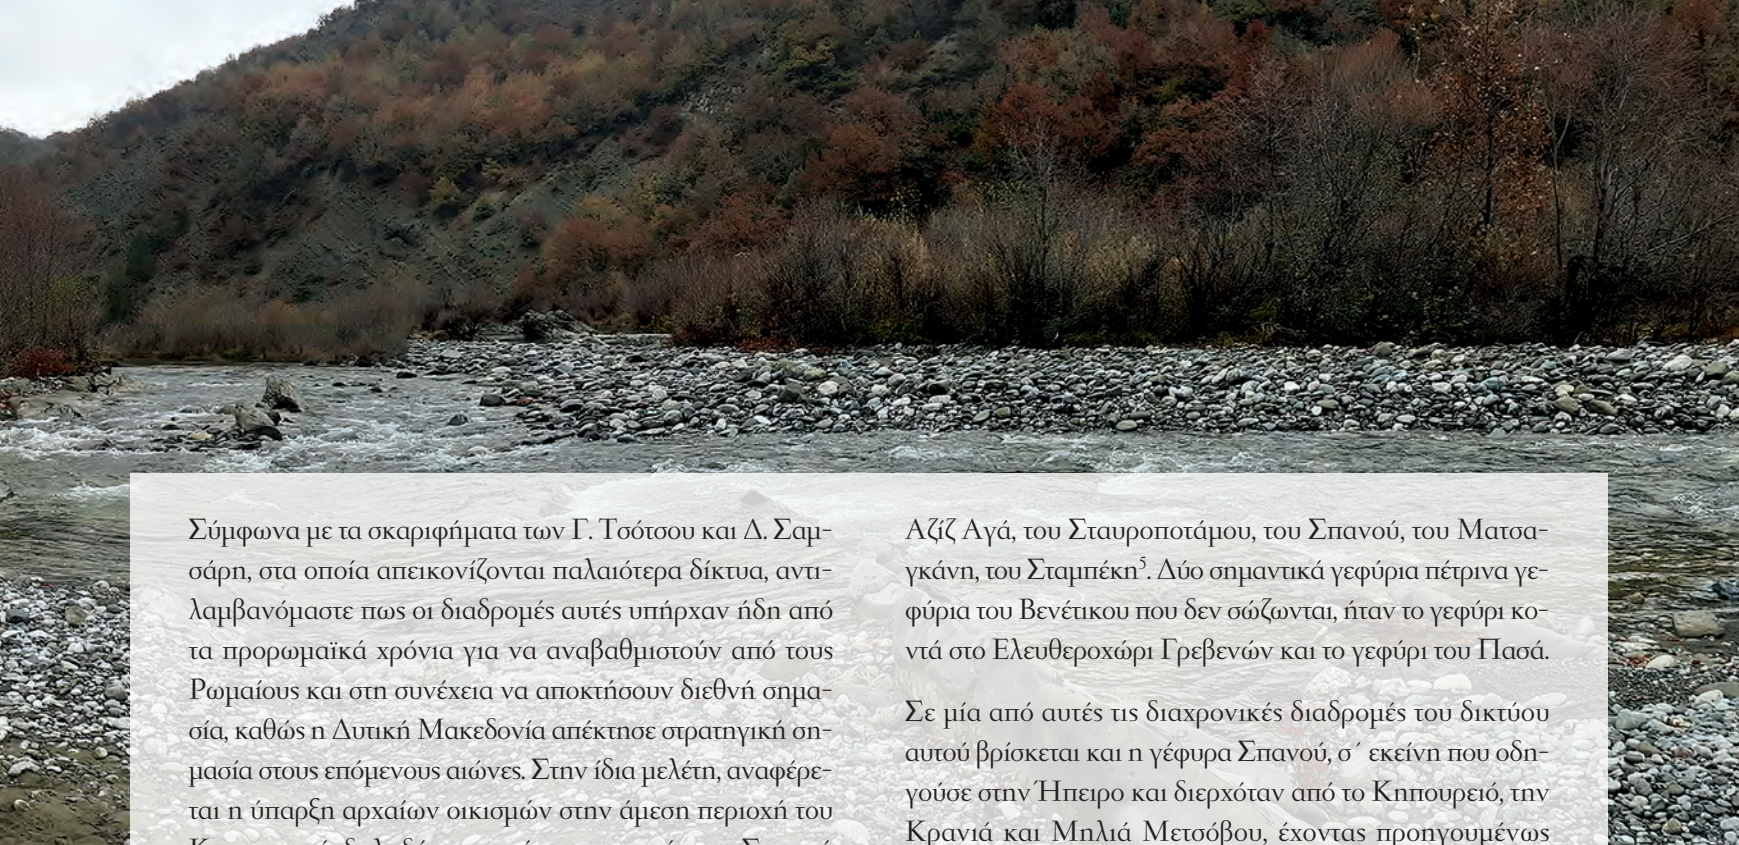 Σύμφωνα με τα σκαριφήματα των Γ. Τσότσου και Δ. Σαμ-
σάρη, στα οποία απεικονίζονται παλαιότερα δίκτυα, αντι-
λαμβανόμαστε πως οι διαδρομές αυτές υπήρχαν ήδη από
τα προρωμαϊκά χρόνια για να αναβαθμιστούν από τους
Ρωμαίους και στη συνέχεια να αποκτήσουν διεθνή σημα-
σία, καθώς η Δυτική Μακεδονία απέκτησε στρατηγική ση-
μασία στους επόμενους αιώνες. Στην ίδια μελέτη, αναφέρε-
ται η ύπαρξη αρχαίων οικισμών στην άμεση περιοχή του
Αζίζ Αγά, του Σταυροποτάμου, του Σπανού, του Ματσα-
γκάνη, του Σταμπέκη⁵. Δύο σημαντικά γεφύρια πέτρινα γε-
φύρια του Βενέτικου που δεν σώζωνται, ήταν το γεφύρι κο-
ντά στο Ελευθεροχώρι Γρεβενών και το γεφύρι του Πασά.
Σε μία από αυτές τις διαχρονικές διαδρομές του δικτύου
αυτού βρίσκεται και η γέφυρα Σπανού, σ΄ εκείνη που οδη-
γούσε στην Ήπειρο και διερχόταν από το Κηπουρειό, την
Κρανιά και Μηλιά Μετσόβου, έχοντας προηγουμένως